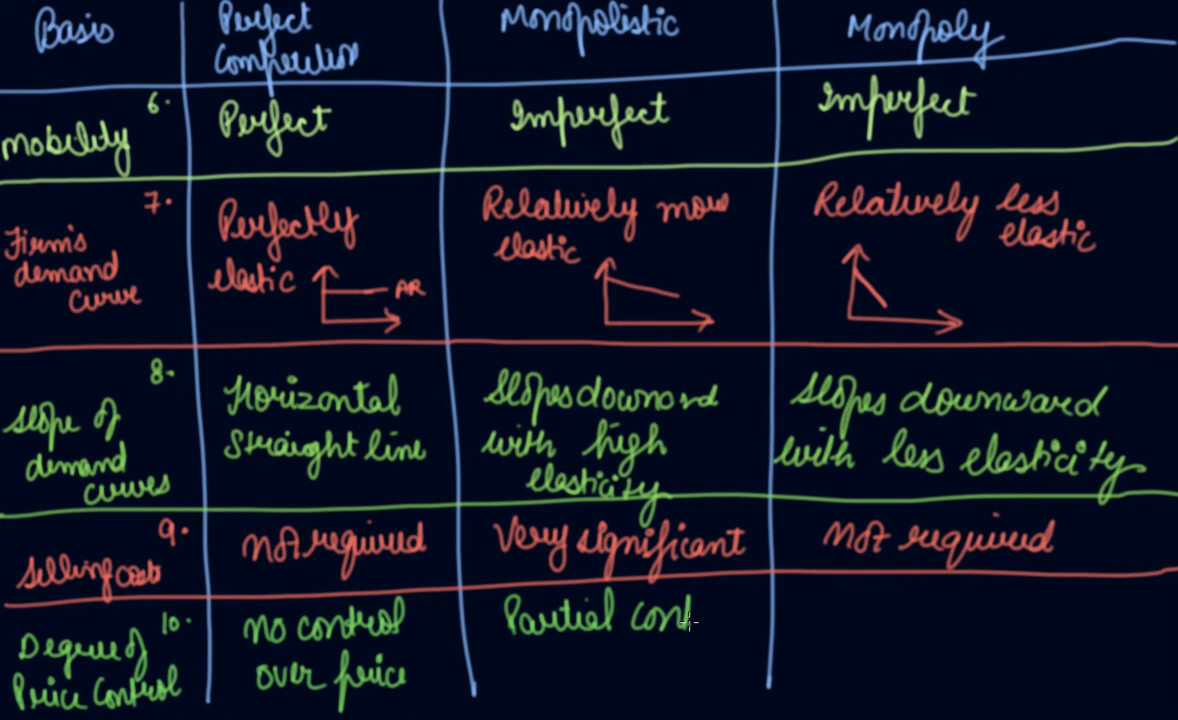 Basis
Perfect
Competition
Monopolistic
Monopoly
6.
Mobility
Perfect
Imperfect
Imperfect
7.
Firm's
demand
curve
Perfectly
elastic
AR
Relatively more
elastic
Relatively less
elastic
8.
Slope of
demand
curves
Horizontal
Straight line
Slopes downward
with high
elasticity
Slopes downward
with less elasticity
9.
Selling costs
Not required
Very significant
Not required
10.
Degree of
Price Control
No control
over price
Partial cont